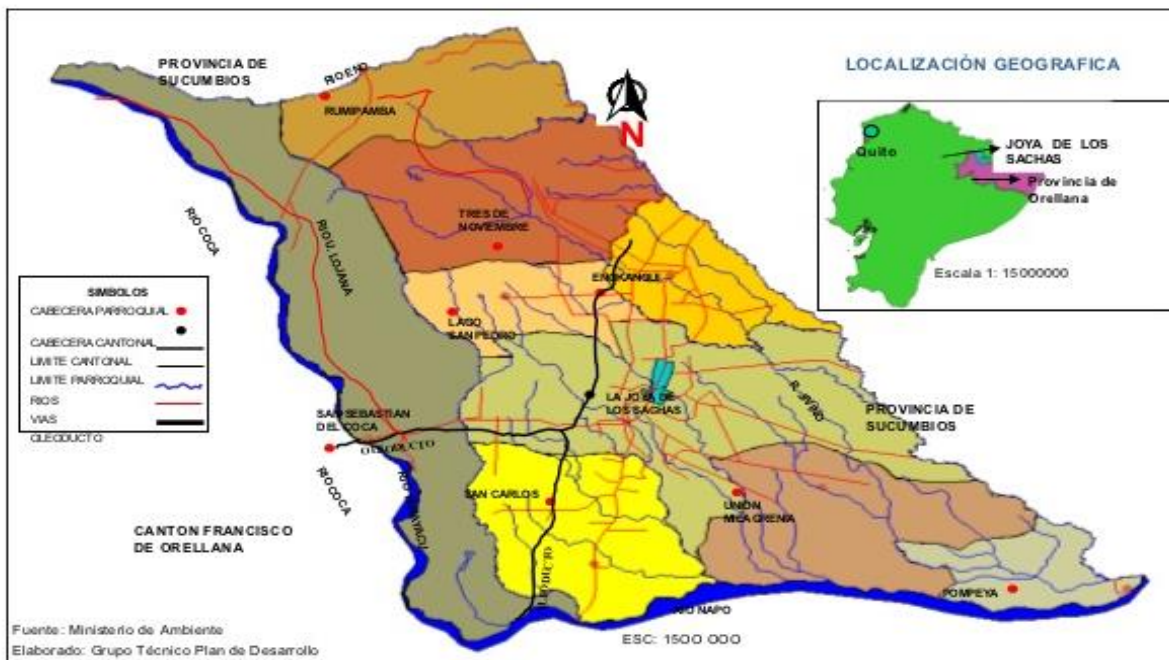 PROVINCIA DE
SUCUMBIOS
RIO ENO
RUMIPAMBA
LOCALIZACIÓN GEOGRAFICA
Quito
JOYA DE LOS
SACHAS
Provincia de
Orellana
Escala 1: 15000000
N
RIO COCA
RIO U. LOJANA
TRES DE
NOVIEMBRE
ENOKANQUI
LAGO
SAN PEDRO
SIMBOLOS
CABECERA PARROQUIAL
CABECERA CANTONAL
LIMITE CANTONAL
LIMITE PARROQUIAL
RIOS
VIAS
OLEODUCTO
LA JOYA DE
LOS SACHAS
PROVINCIA DE
SUCUMBIOS
SAN SEBASTIAN
DEL COCA
OLEODUCTO
RIO COCA
SAN CARLOS
UNION
MILAGREÑA
CANTON FRANCISCO
DE ORELLANA
POMPEYA
RIO NAPO
ESC: 1500 000
Fuente: Ministerio de Ambiente
Elaborado: Grupo Técnico Plan de Desarrollo